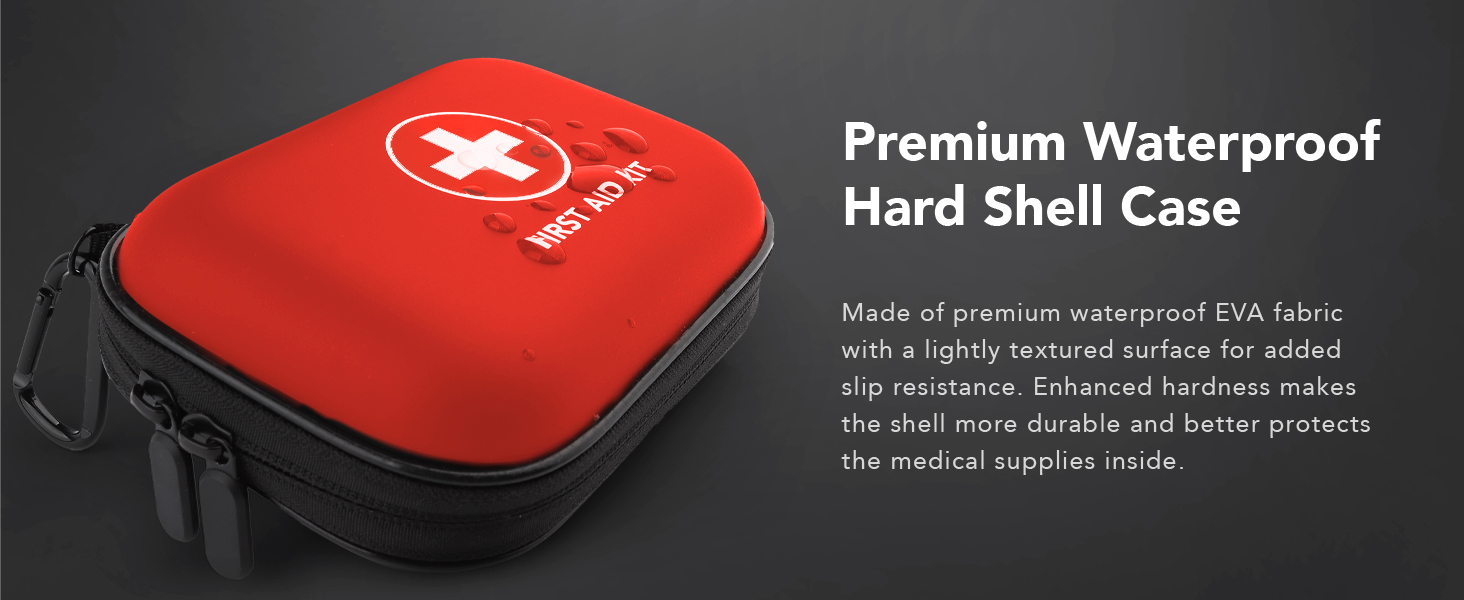 FIRST AID KIT
Premium Waterproof
Hard Shell Case
Made of premium waterproof EVA fabric
with a lightly textured surface for added
slip resistance. Enhanced hardness makes
the shell more durable and better protects
the medical supplies inside.